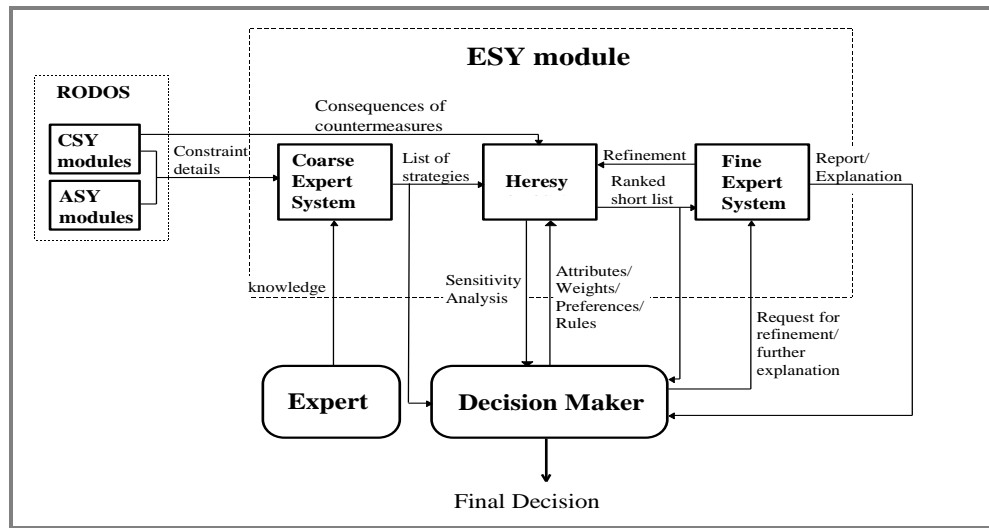 ESY module
RODOS
CSY
modules
ASY
modules
Consequences of
countermeasures
Constraint
details
Coarse
Expert
System
List of
strategies
Heresy
Refinement
Ranked
short list
Fine
Expert
System
Report/
Explanation
knowledge
Sensitivity
Analysis
Attributes/
Weights/
Preferences/
Rules
Request for
refinement/
further
explanation
Expert
Decision Maker
Final Decision